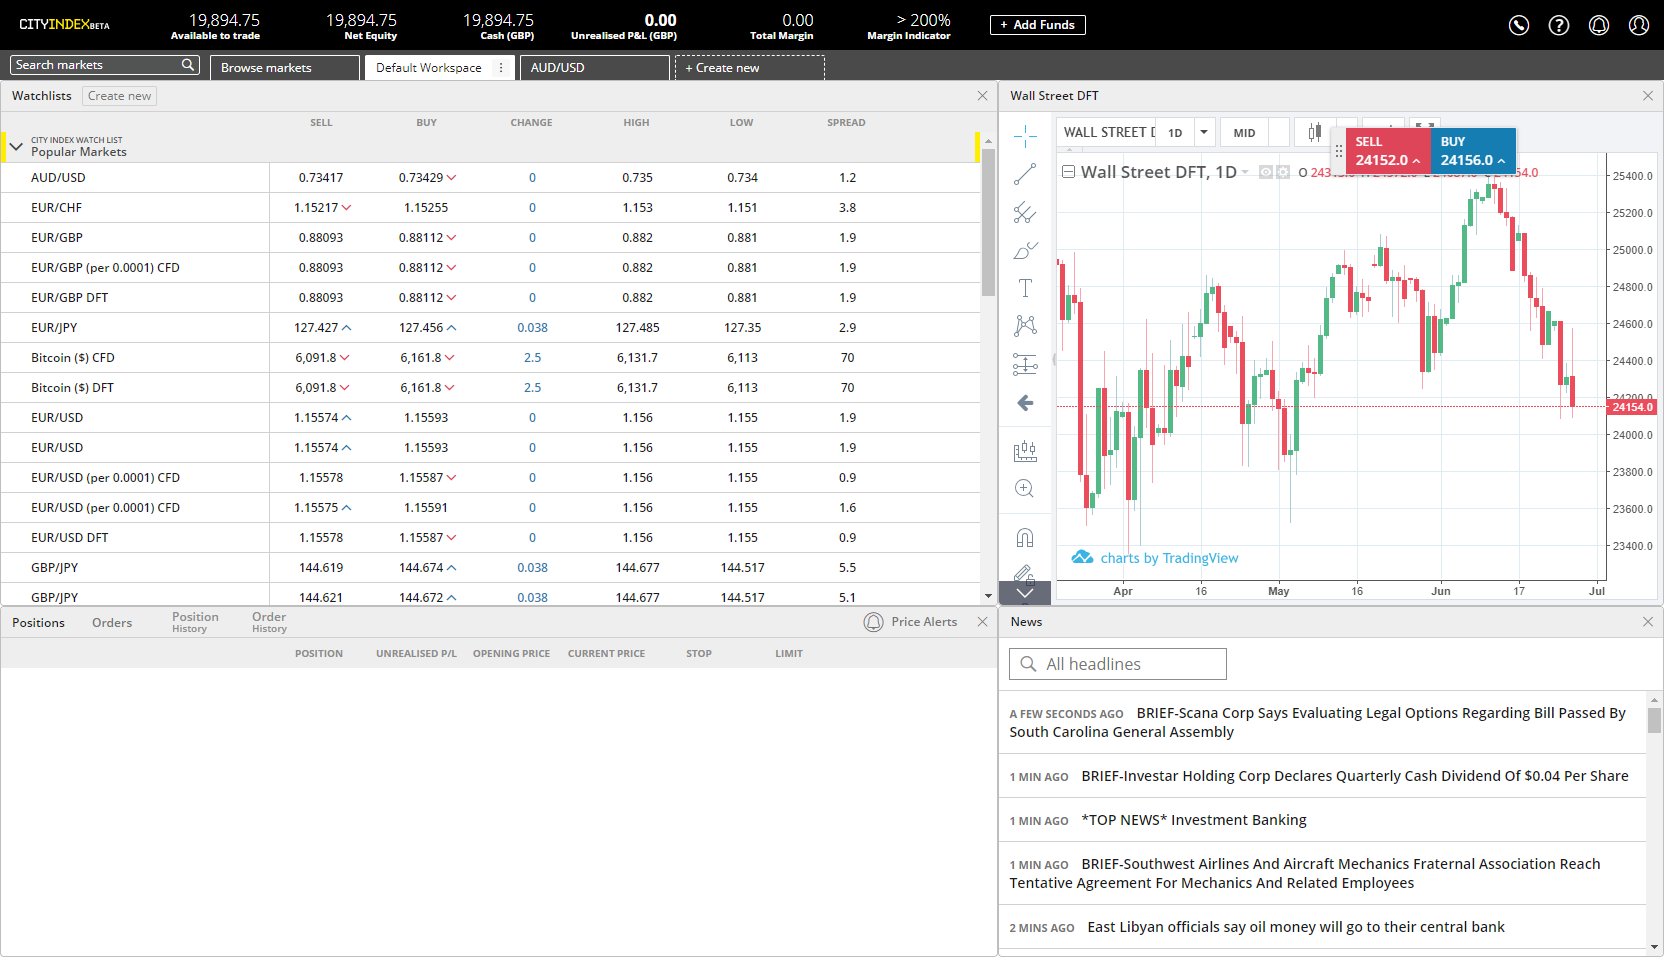 CITYINDEXBETA
19,894.75
Available to trade
19,894.75
Net Equity
19,894.75
Cash (GBP)
0.00
Unrealised P&L (GBP)
0.00
Total Margin
> 200%
Margin Indicator
+ Add Funds
Search markets
Browse markets
Default Workspace
AUD/USD
+ Create new
Watchlists Create new
SELL BUY CHANGE HIGH LOW SPREAD
CITY INDEX WATCH LIST
Popular Markets
AUD/USD 0.73417 0.73429 0 0.735 0.734 1.2
EUR/CHF 1.15217 1.15255 0 1.153 1.151 3.8
EUR/GBP 0.88093 0.88112 0 0.882 0.881 1.9
EUR/GBP (per 0.0001) CFD 0.88093 0.88112 0 0.882 0.881 1.9
EUR/GBP DFT 0.88093 0.88112 0 0.882 0.881 1.9
EUR/JPY 127.427 127.456 0.038 127.485 127.35 2.9
Bitcoin ($) CFD 6,091.8 6,161.8 2.5 6,131.7 6,113 70
Bitcoin ($) DFT 6,091.8 6,161.8 2.5 6,131.7 6,113 70
EUR/USD 1.15574 1.15593 0 1.156 1.155 1.9
EUR/USD 1.15574 1.15593 0 1.156 1.155 1.9
EUR/USD (per 0.0001) CFD 1.15578 1.15587 0 1.156 1.155 0.9
EUR/USD (per 0.0001) CFD 1.15575 1.15591 0 1.156 1.155 1.6
EUR/USD DFT 1.15578 1.15587 0 1.156 1.155 0.9
GBP/JPY 144.619 144.674 0.038 144.677 144.517 5.5
GBP/JPY 144.621 144.672 0.038 144.677 144.517 5.1
Wall Street DFT
WALL STREET D 1D MID
SELL
24152.0
BUY
24156.0
Wall Street DFT, 1D O
25400.0
25200.0
25000.0
24800.0
24600.0
24400.0
24200.0
24154.0
24000.0
23800.0
23600.0
23400.0
charts by TradingView
Apr 16 May 16 Jun 17 Jul
Positions
Orders
Position
History
Order
History
Price Alerts
POSITION UNREALISED P/L OPENING PRICE CURRENT PRICE STOP LIMIT
News
All headlines
A FEW SECONDS AGO BRIEF-Scana Corp Says Evaluating Legal Options Regarding Bill Passed By
South Carolina General Assembly
1 MIN AGO BRIEF-Investar Holding Corp Declares Quarterly Cash Dividend Of $0.04 Per Share
1 MIN AGO *TOP NEWS* Investment Banking
1 MIN AGO BRIEF-Southwest Airlines And Aircraft Mechanics Fraternal Association Reach
Tentative Agreement For Mechanics And Related Employees
2 MINS AGO East Libyan officials say oil money will go to their central bank